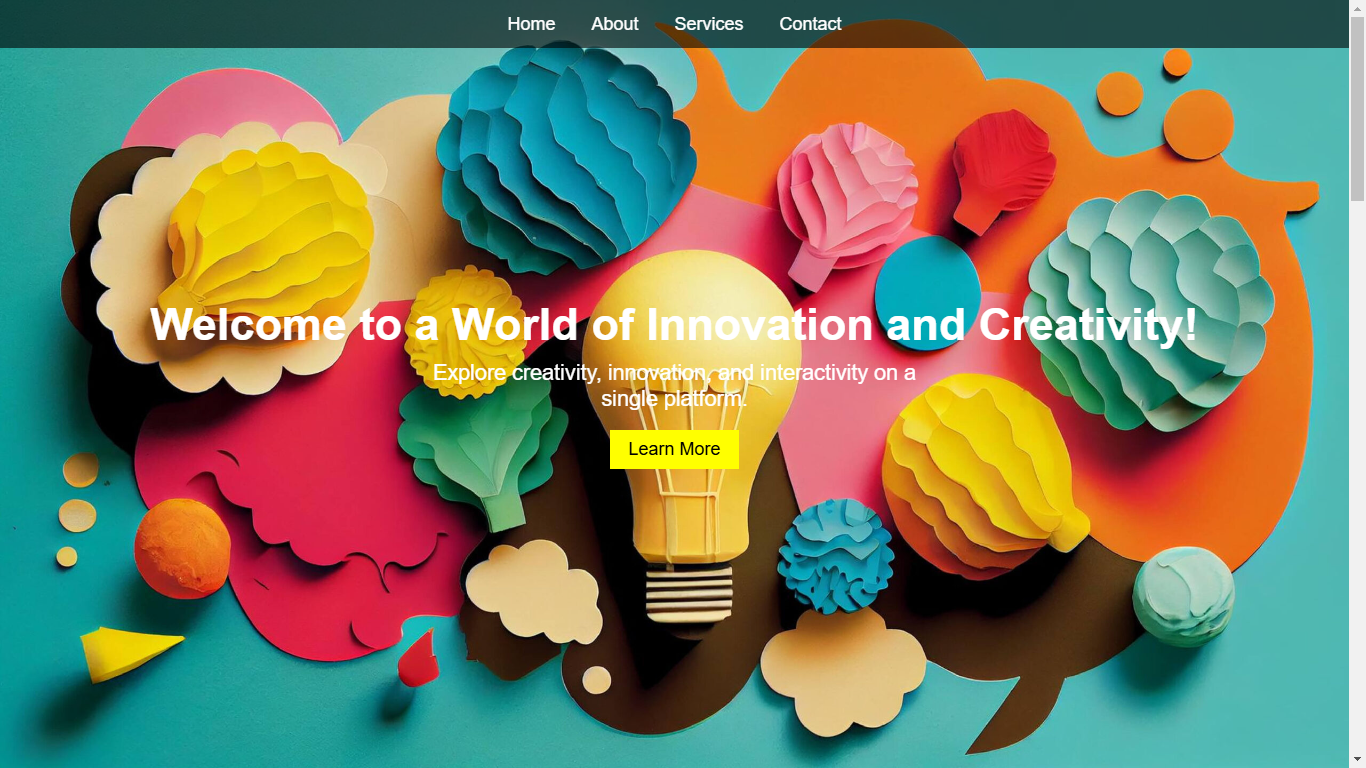 Home About Services Contact
Welcome to a World of Innovation and Creativity!
Explore creativity, innovation, and interactivity on a
single platform.
Learn More